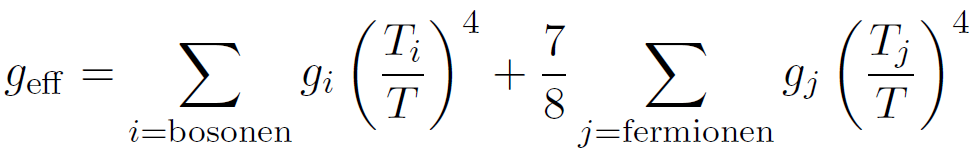 g_eff = ∑_{i=bosonen} g_i (T_i / T)^4 + 7/8 ∑_{j=fermionen} g_j (T_j / T)^4